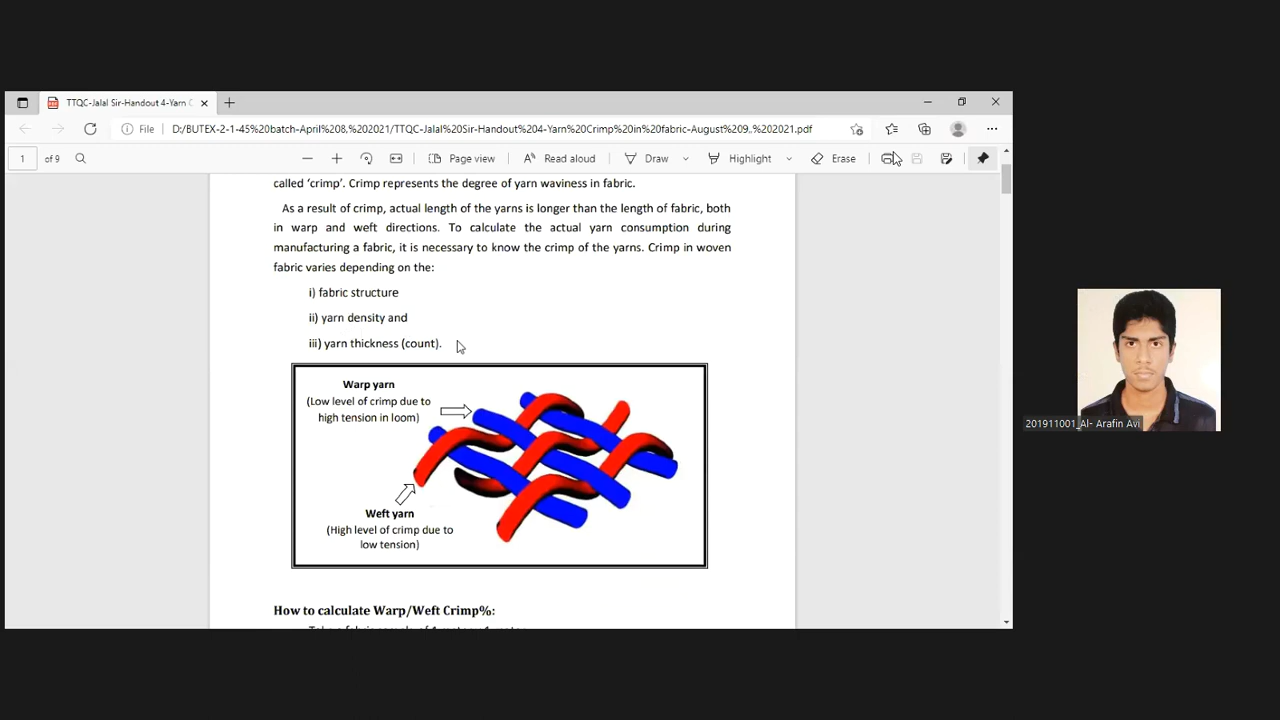 TTQC-Jalal Sir-Handout 4-Yarn C
File D:/BUTEX-2-1-45%20batch-April%208,%202021/TTQC-Jalal%20Sir-Handout%204-Yarn%20Crimp%20in%20fabric-August%209,%202021.pdf
1 of 9 Page view Read aloud Draw Highlight Erase
called ‘crimp’. Crimp represents the degree of yarn waviness in fabric.
As a result of crimp, actual length of the yarns is longer than the length of fabric, both
in warp and weft directions. To calculate the actual yarn consumption during
manufacturing a fabric, it is necessary to know the crimp of the yarns. Crimp in woven
fabric varies depending on the:
i) fabric structure
ii) yarn density and
iii) yarn thickness (count).
Warp yarn
(Low level of crimp due to
high tension in loom)
Weft yarn
(High level of crimp due to
low tension)
How to calculate Warp/Weft Crimp%:
201911001_Al- Arafin Avi